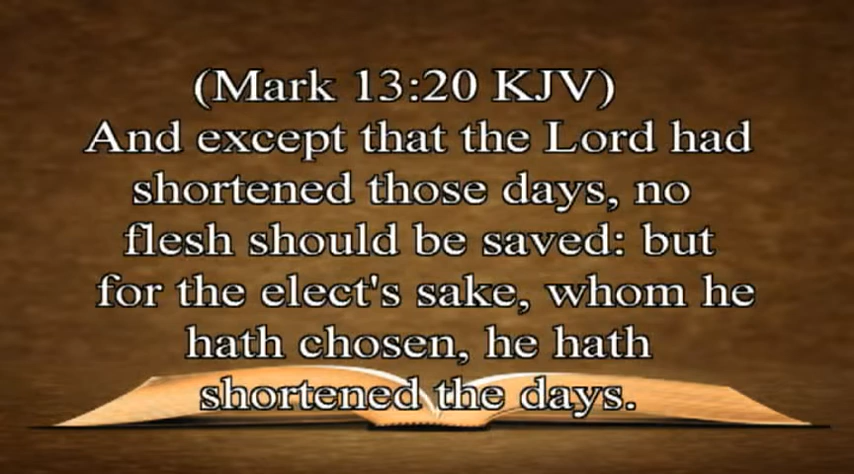 (Mark 13:20 KJV)
And except that the Lord had
shortened those days, no
flesh should be saved: but
for the elect's sake, whom he
hath chosen, he hath
shortened the days.